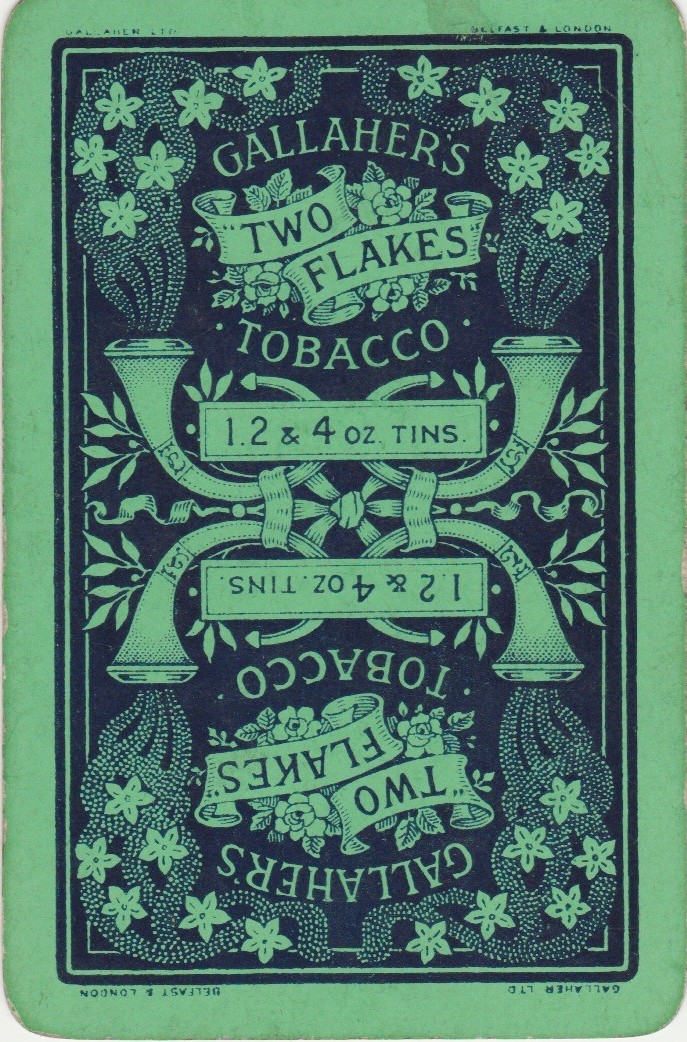 GALLAHER LTD. BELFAST & LONDON
GALLAHER'S
"TWO
FLAKES"
· TOBACCO ·
1.2 & 4 OZ. TINS.
1.2 & 4 OZ. TINS.
· TOBACCO ·
"TWO
FLAKES"
GALLAHER'S
GALLAHER LTD BELFAST & LONDON